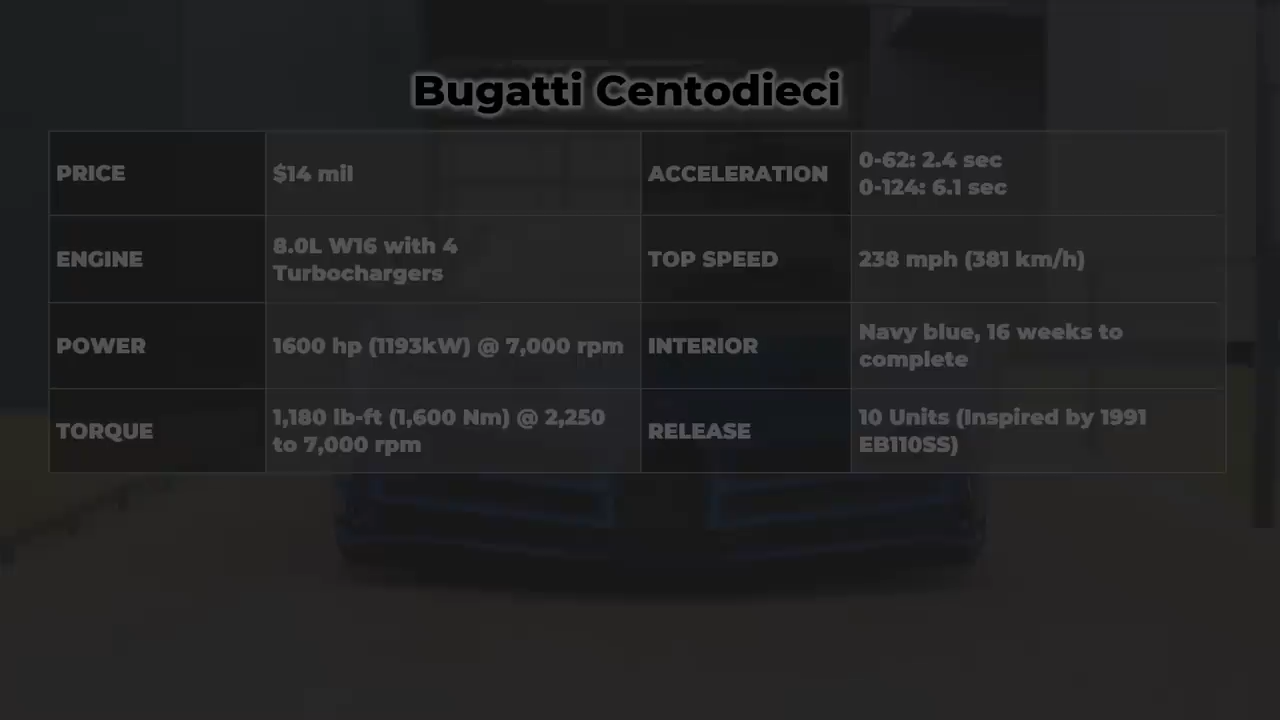 Bugatti Centodieci
PRICE
$14 mil
ACCELERATION
0-62: 2.4 sec
0-124: 6.1 sec
ENGINE
8.0L W16 with 4
Turbochargers
TOP SPEED
238 mph (381 km/h)
POWER
1600 hp (1193kW) @ 7,000 rpm
INTERIOR
Navy blue, 16 weeks to
complete
TORQUE
1,180 lb-ft (1,600 Nm) @ 2,250
to 7,000 rpm
RELEASE
10 Units (Inspired by 1991
EB110SS)